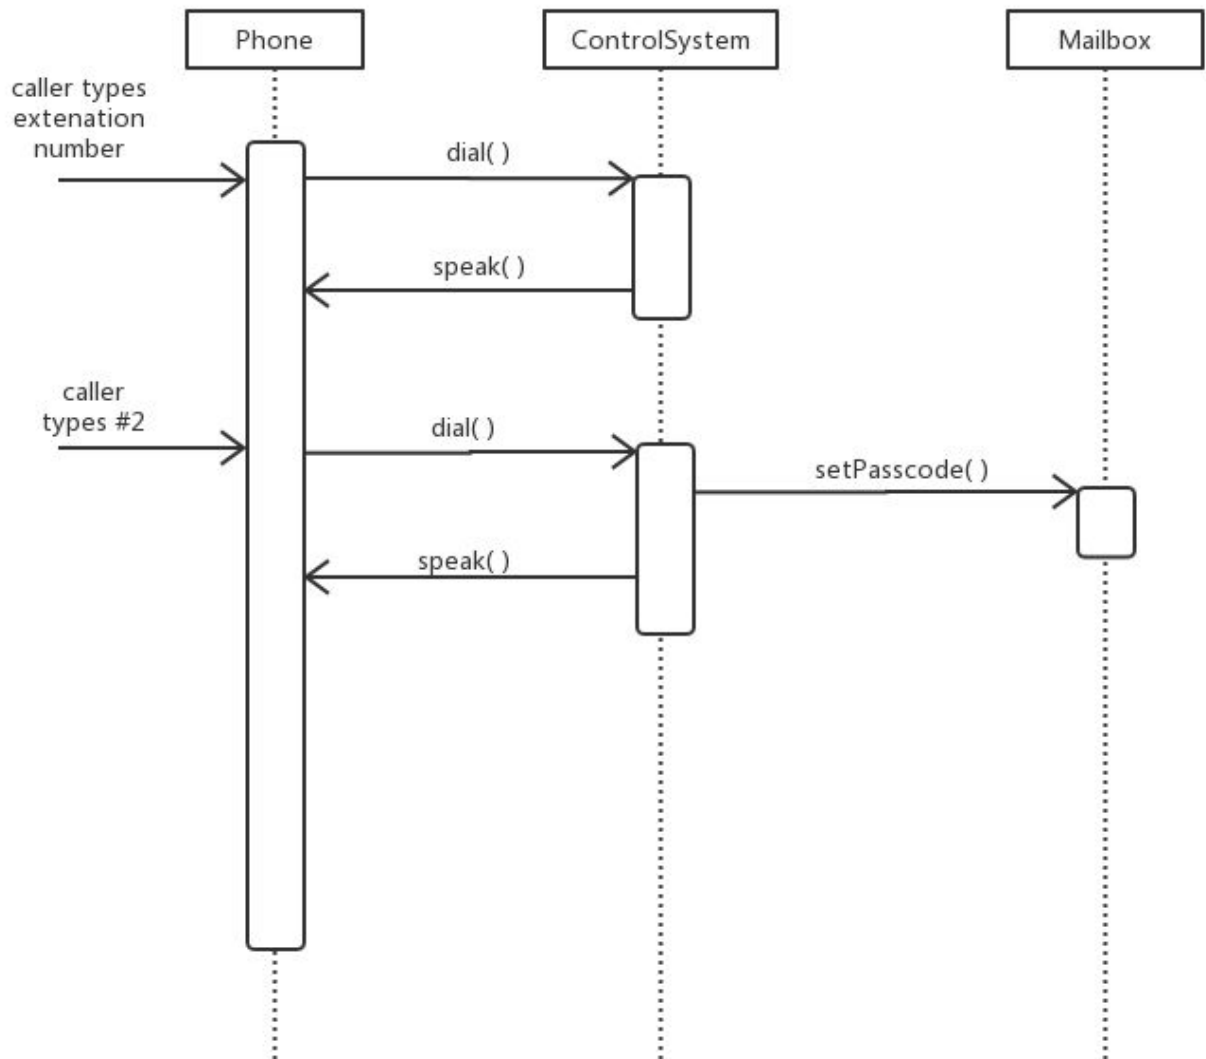 Phone
ControlSystem
Mailbox
caller types
extenation
number
dial( )
speak( )
caller
types #2
dial( )
setPasscode( )
speak( )